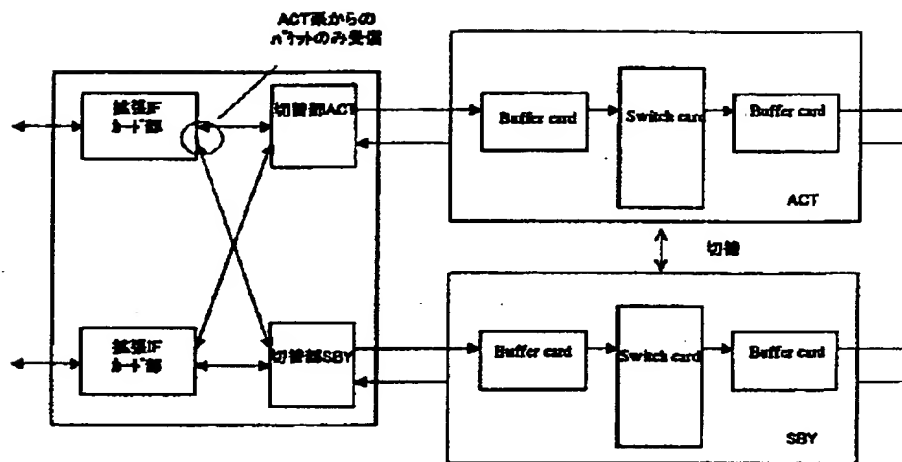 ACT系からの
パケットのみ受信
拡張IF
カード部
切替部ACT
Buffer card
Switch card
Buffer card
ACT
切替
拡張IF
カード部
切替部SBY
Buffer card
Switch card
Buffer card
SBY